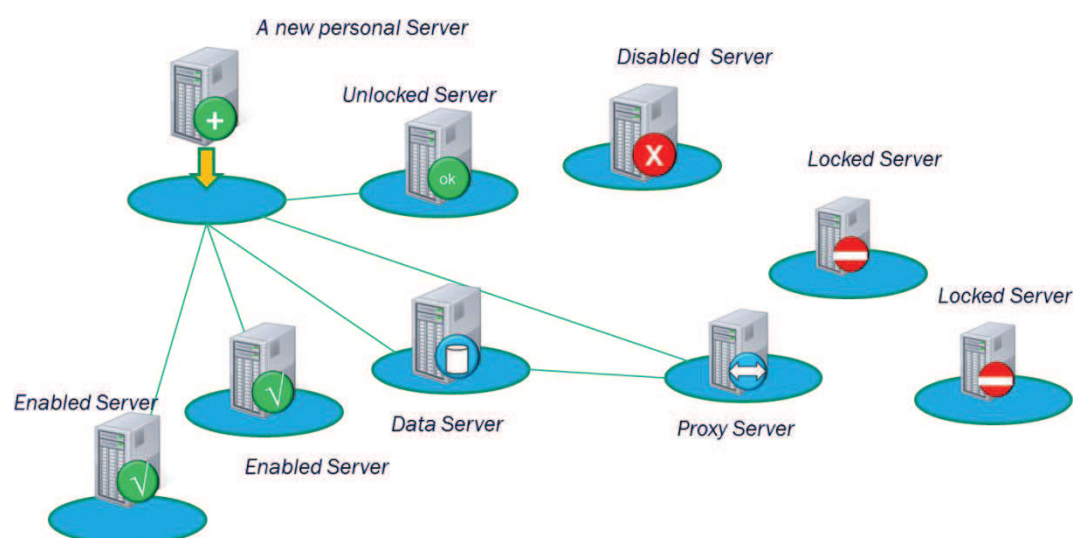 A new personal Server
+
Unlocked Server
ok
Disabled Server
X
Locked Server
Locked Server
Enabled Server
√
Enabled Server
√
Data Server
Proxy Server